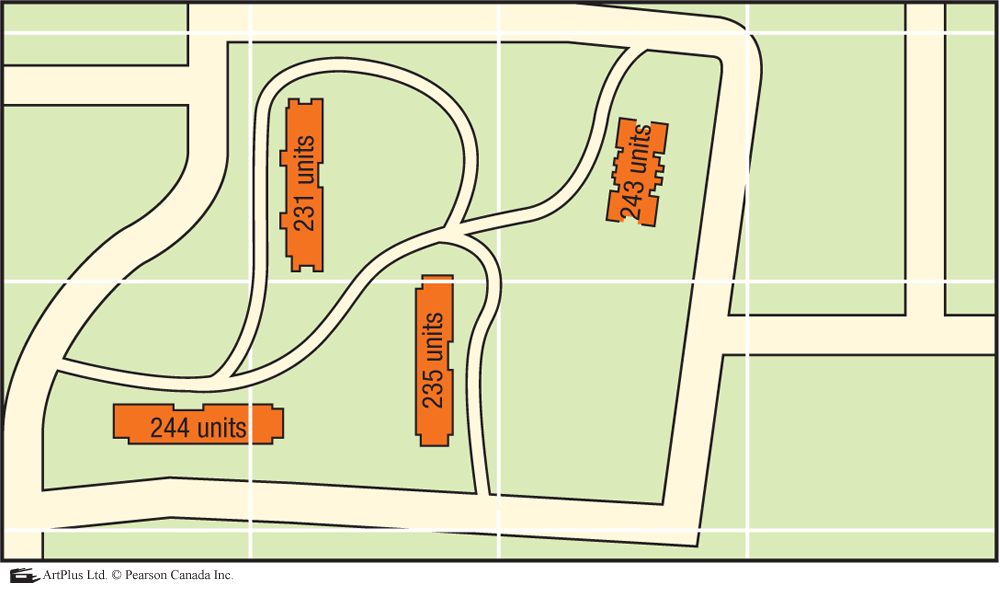 231 units
243 units
235 units
244 units
ArtPlus Ltd. © Pearson Canada Inc.